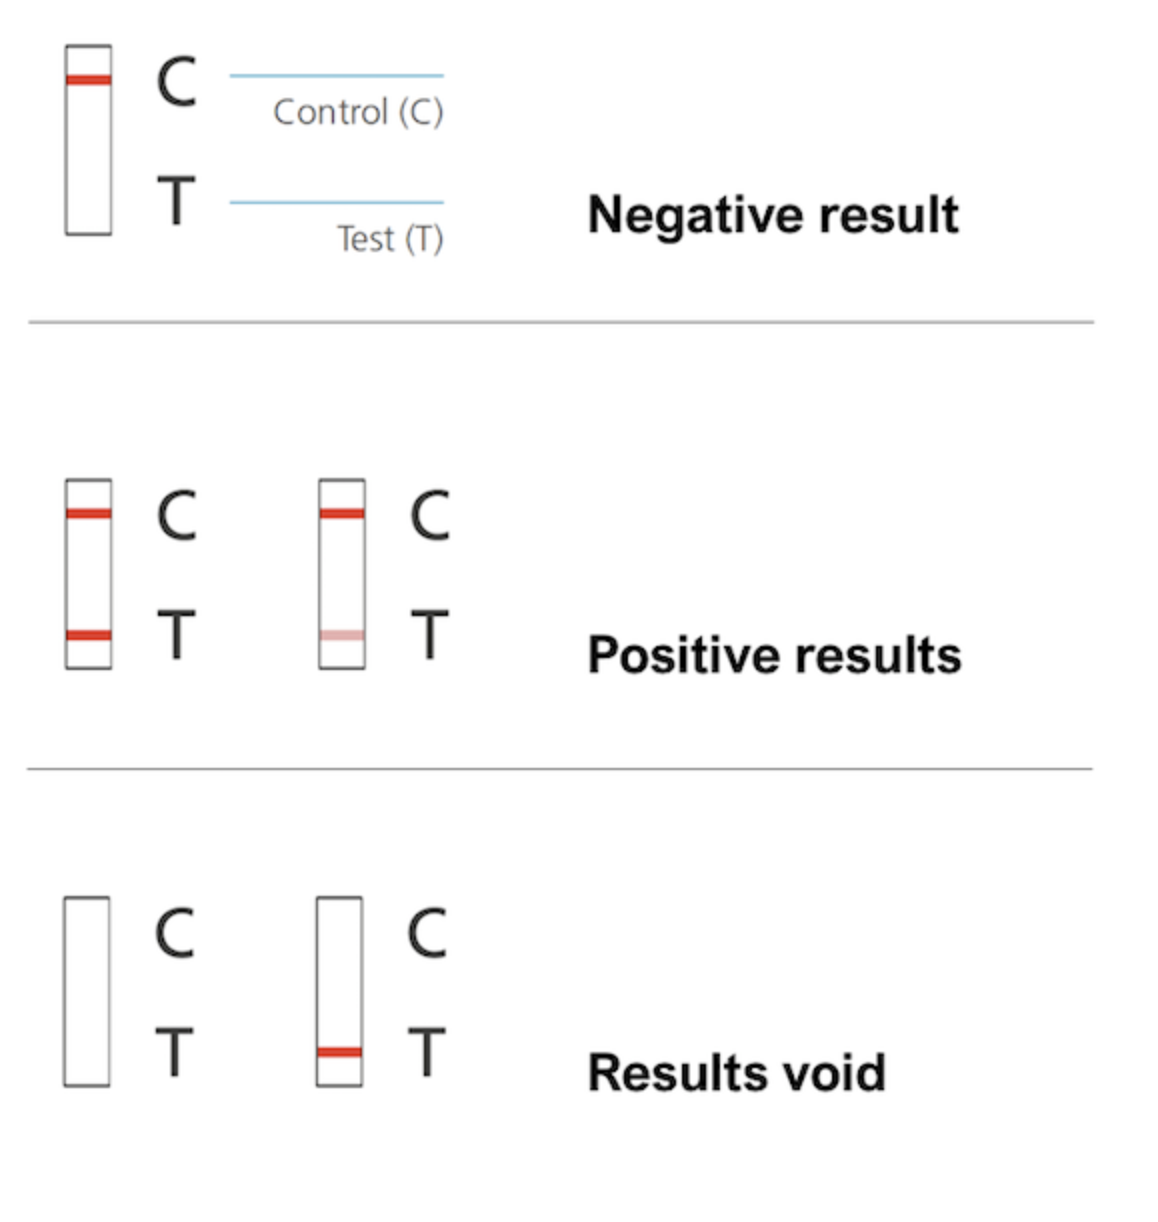 C
Control (C)
T
Test (T)
Negative result
C C
T T
Positive results
C C
T T
Results void